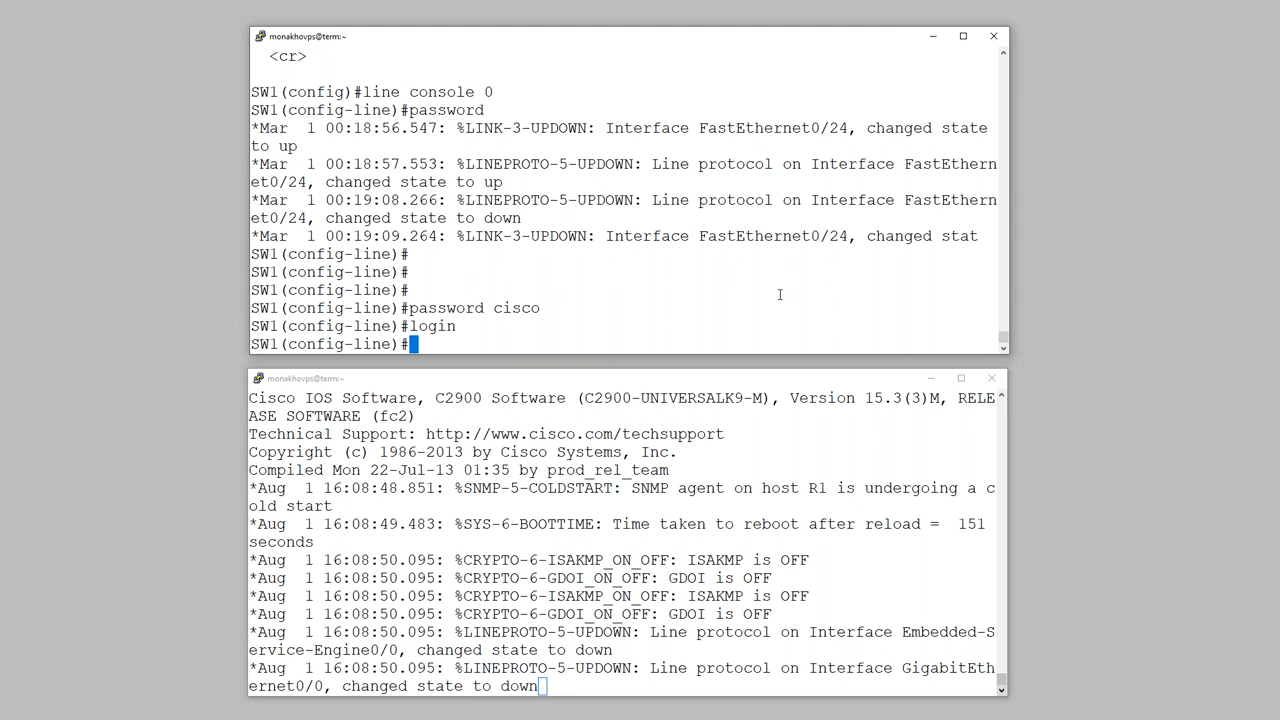 monakhovps@term:~
<cr>
SW1(config)#line console 0
SW1(config-line)#password
*Mar  1 00:18:56.547: %LINK-3-UPDOWN: Interface FastEthernet0/24, changed state
to up
*Mar  1 00:18:57.553: %LINEPROTO-5-UPDOWN: Line protocol on Interface FastEthern
et0/24, changed state to up
*Mar  1 00:19:08.266: %LINEPROTO-5-UPDOWN: Line protocol on Interface FastEthern
et0/24, changed state to down
*Mar  1 00:19:09.264: %LINK-3-UPDOWN: Interface FastEthernet0/24, changed stat
SW1(config-line)#
SW1(config-line)#
SW1(config-line)#
SW1(config-line)#password cisco
SW1(config-line)#login
SW1(config-line)#
monakhovps@term:~
Cisco IOS Software, C2900 Software (C2900-UNIVERSALK9-M), Version 15.3(3)M, RELE
ASE SOFTWARE (fc2)
Technical Support: http://www.cisco.com/techsupport
Copyright (c) 1986-2013 by Cisco Systems, Inc.
Compiled Mon 22-Jul-13 01:35 by prod_rel_team
*Aug  1 16:08:48.851: %SNMP-5-COLDSTART: SNMP agent on host R1 is undergoing a c
old start
*Aug  1 16:08:49.483: %SYS-6-BOOTTIME: Time taken to reboot after reload =  151
seconds
*Aug  1 16:08:50.095: %CRYPTO-6-ISAKMP_ON_OFF: ISAKMP is OFF
*Aug  1 16:08:50.095: %CRYPTO-6-GDOI_ON_OFF: GDOI is OFF
*Aug  1 16:08:50.095: %CRYPTO-6-ISAKMP_ON_OFF: ISAKMP is OFF
*Aug  1 16:08:50.095: %CRYPTO-6-GDOI_ON_OFF: GDOI is OFF
*Aug  1 16:08:50.095: %LINEPROTO-5-UPDOWN: Line protocol on Interface Embedded-S
ervice-Engine0/0, changed state to down
*Aug  1 16:08:50.095: %LINEPROTO-5-UPDOWN: Line protocol on Interface GigabitEth
ernet0/0, changed state to down